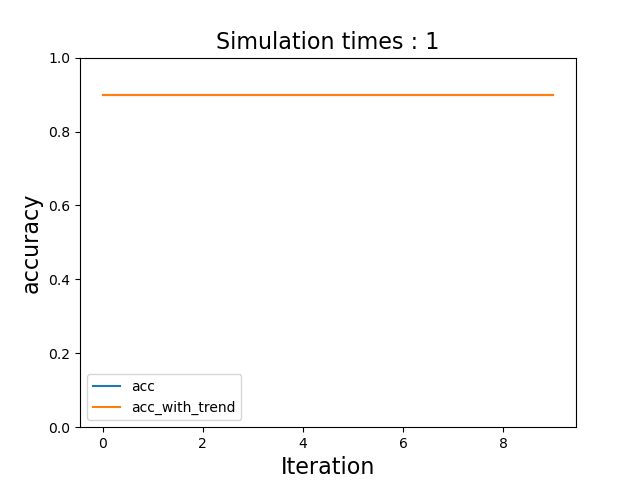 Simulation times : 1
1.0
0.8
0.6
0.4
0.2
0.0
accuracy
acc
acc_with_trend
0 2 4 6 8
Iteration